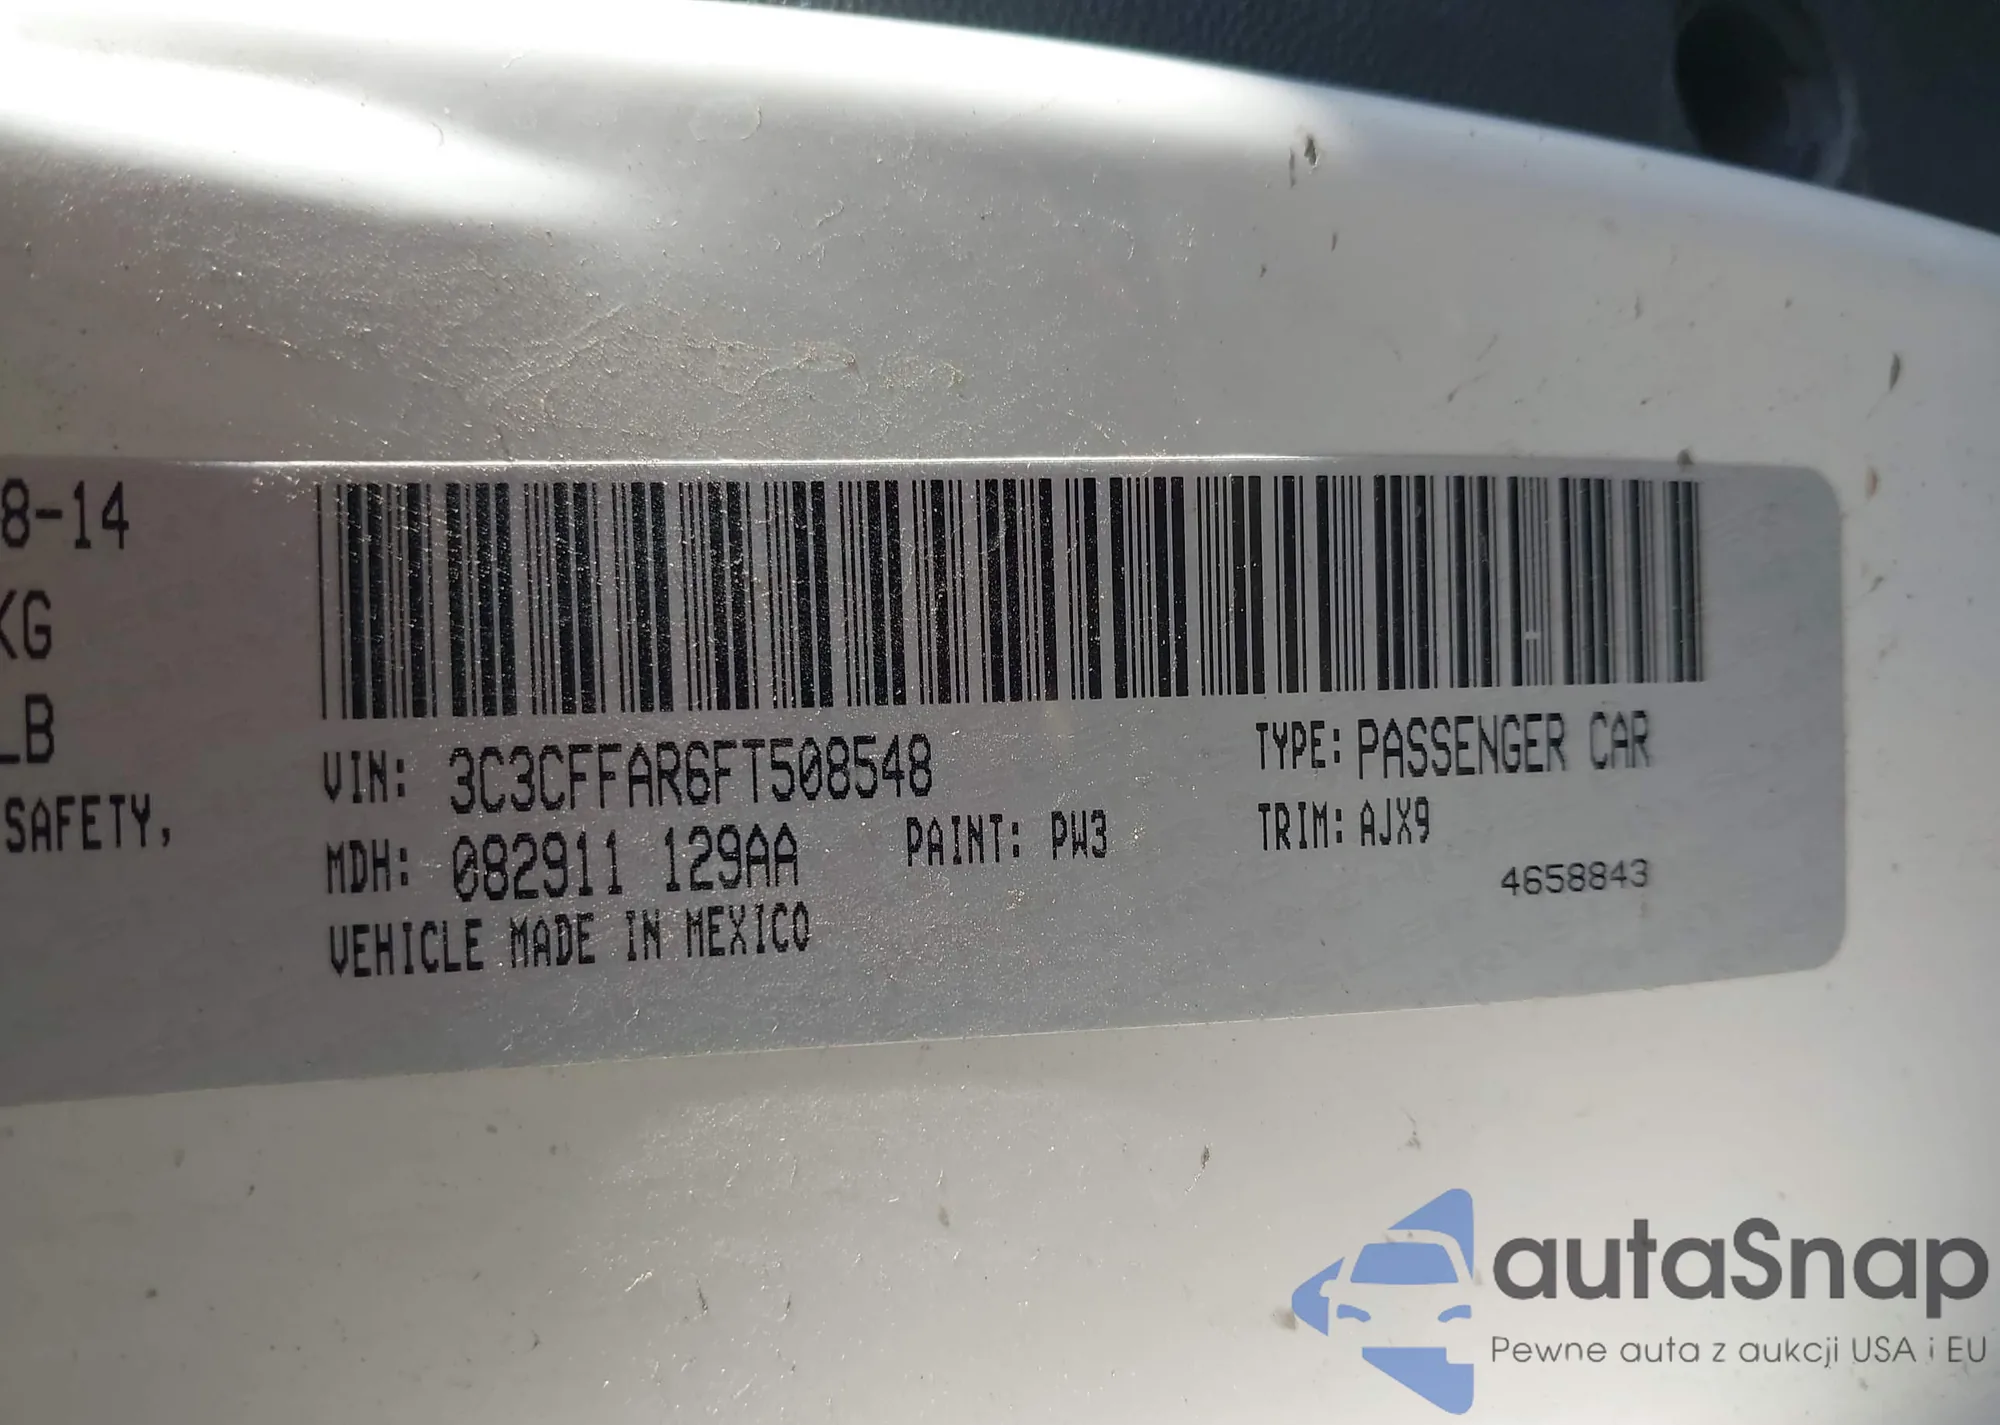 8-14
KG
LB
SAFETY,
VIN: 3C3CFFAR6FT508548
TYPE: PASSENGER CAR
MDH: 082911 129AA
PAINT: PW3
TRIM: AJX9
4658843
VEHICLE MADE IN MEXICO
autaSnap
Pewne auta z aukcji USA i EU